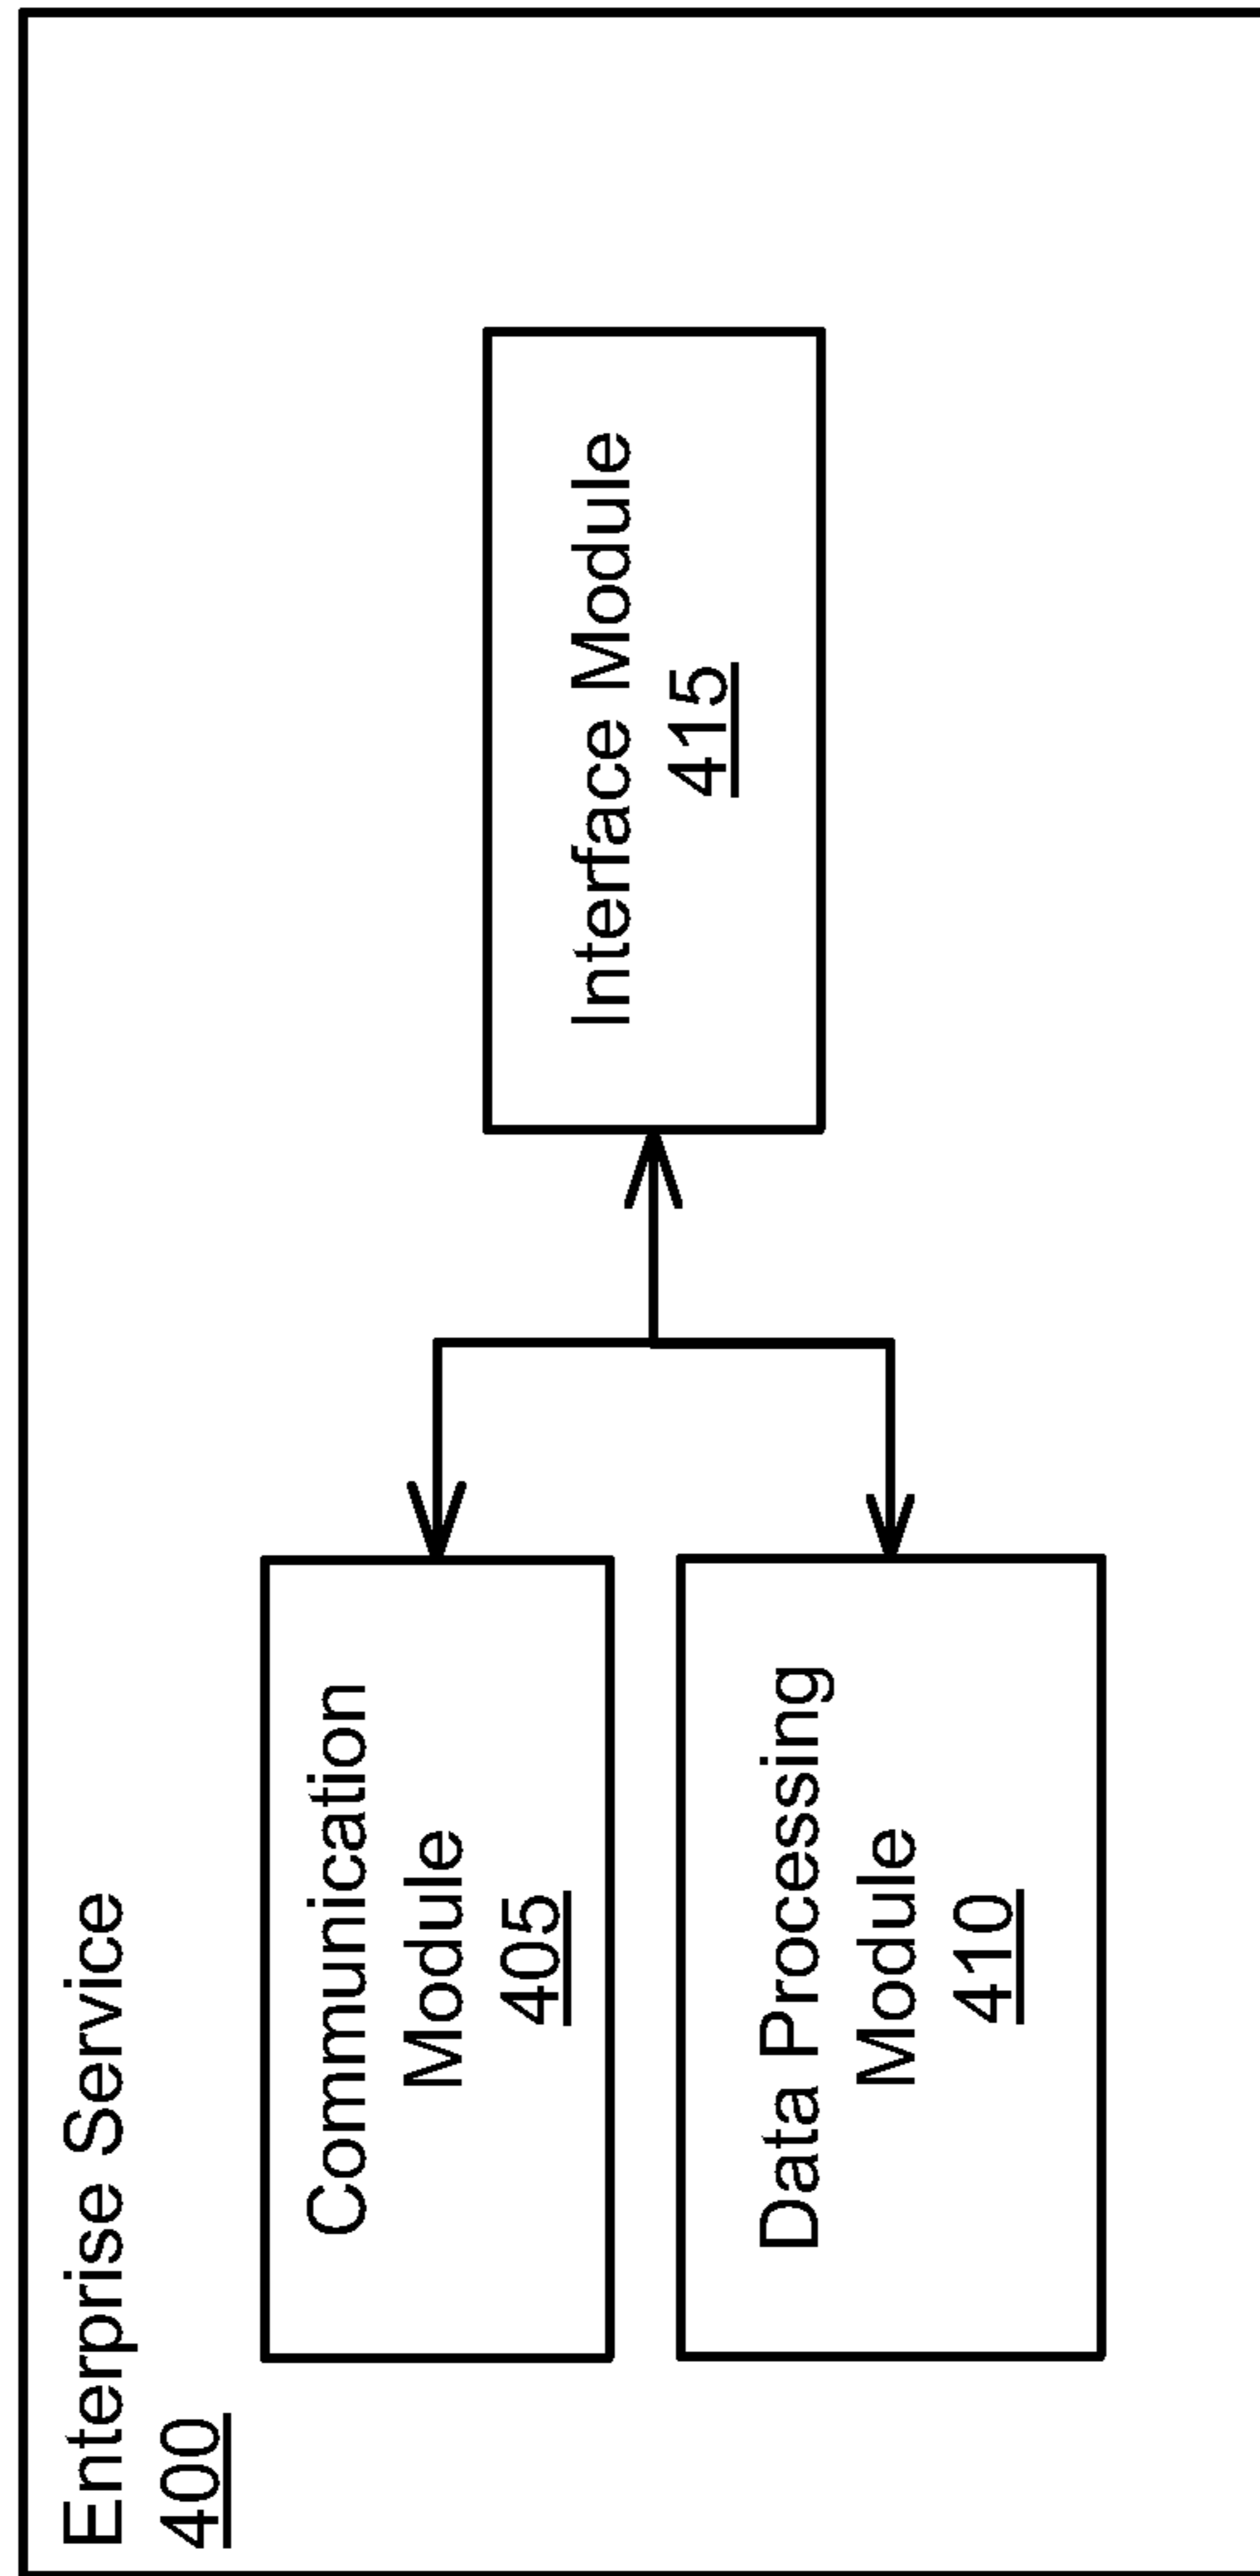 Enterprise Service
400
Communication
Module
405
Data Processing
Module
410
Interface Module
415